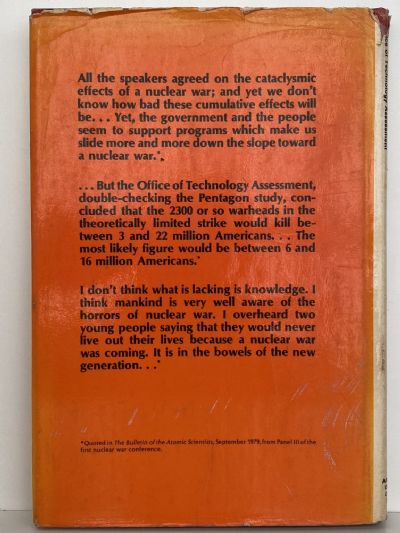 All the speakers agreed on the cataclysmic
effects of a nuclear war; and yet we don't
know how bad these cumulative effects will
be. . . Yet, the government and the people
seem to support programs which make us
slide more and more down the slope toward
a nuclear war.*
. . . But the Office of Technology Assessment,
double-checking the Pentagon study, con-
cluded that the 2300 or so warheads in the
theoretically limited strike would kill be-
tween 3 and 22 million Americans. . . The
most likely figure would be between 6 and
16 million Americans.*
I don't think what is lacking is knowledge. I
think mankind is very well aware of the
horrors of nuclear war. I overheard two
young people saying that they would never
live out their lives because a nuclear war
was coming. It is in the bowels of the new
generation. . .*
*Quoted in The Bulletin of the Atomic Scientists, September 1979, from Panel III of the
first nuclear war conference.
of Technology Assessment